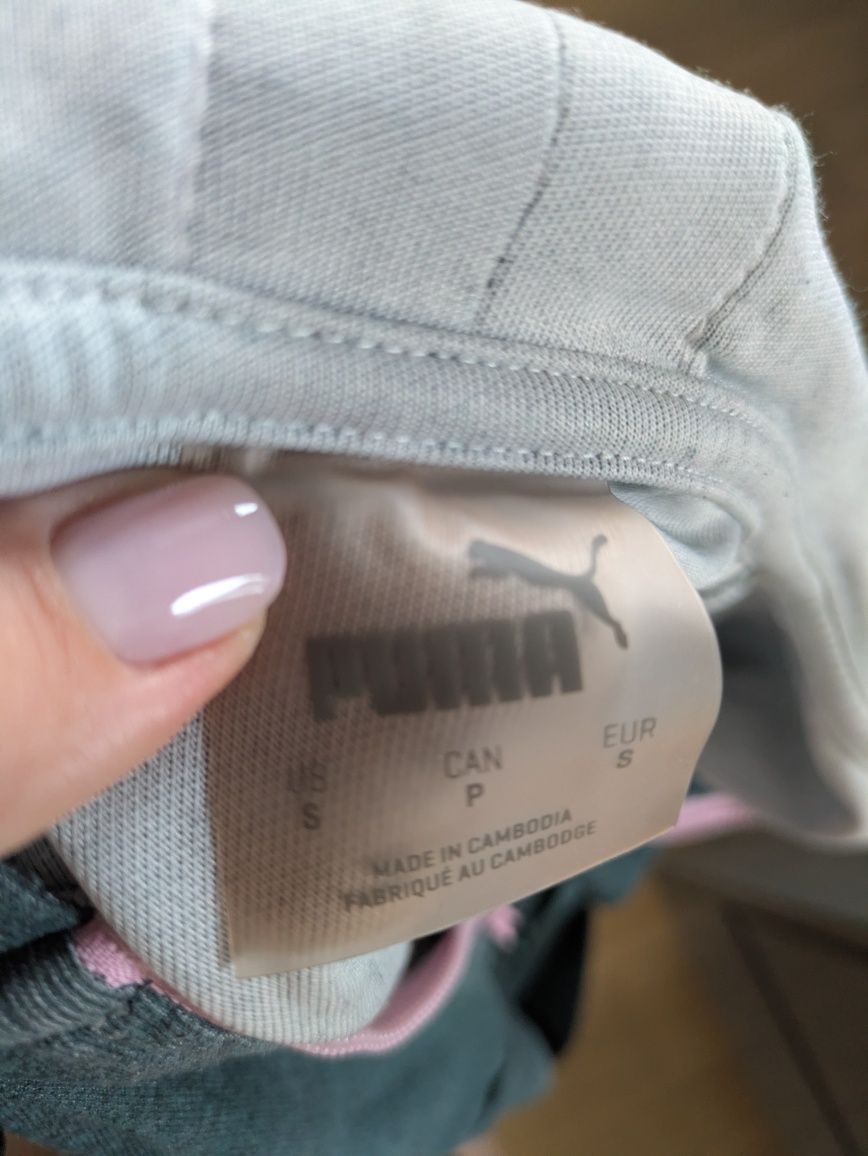 PUMA
US CAN EUR
S P S
MADE IN CAMBODIA
FABRIQUÉ AU CAMBODGE